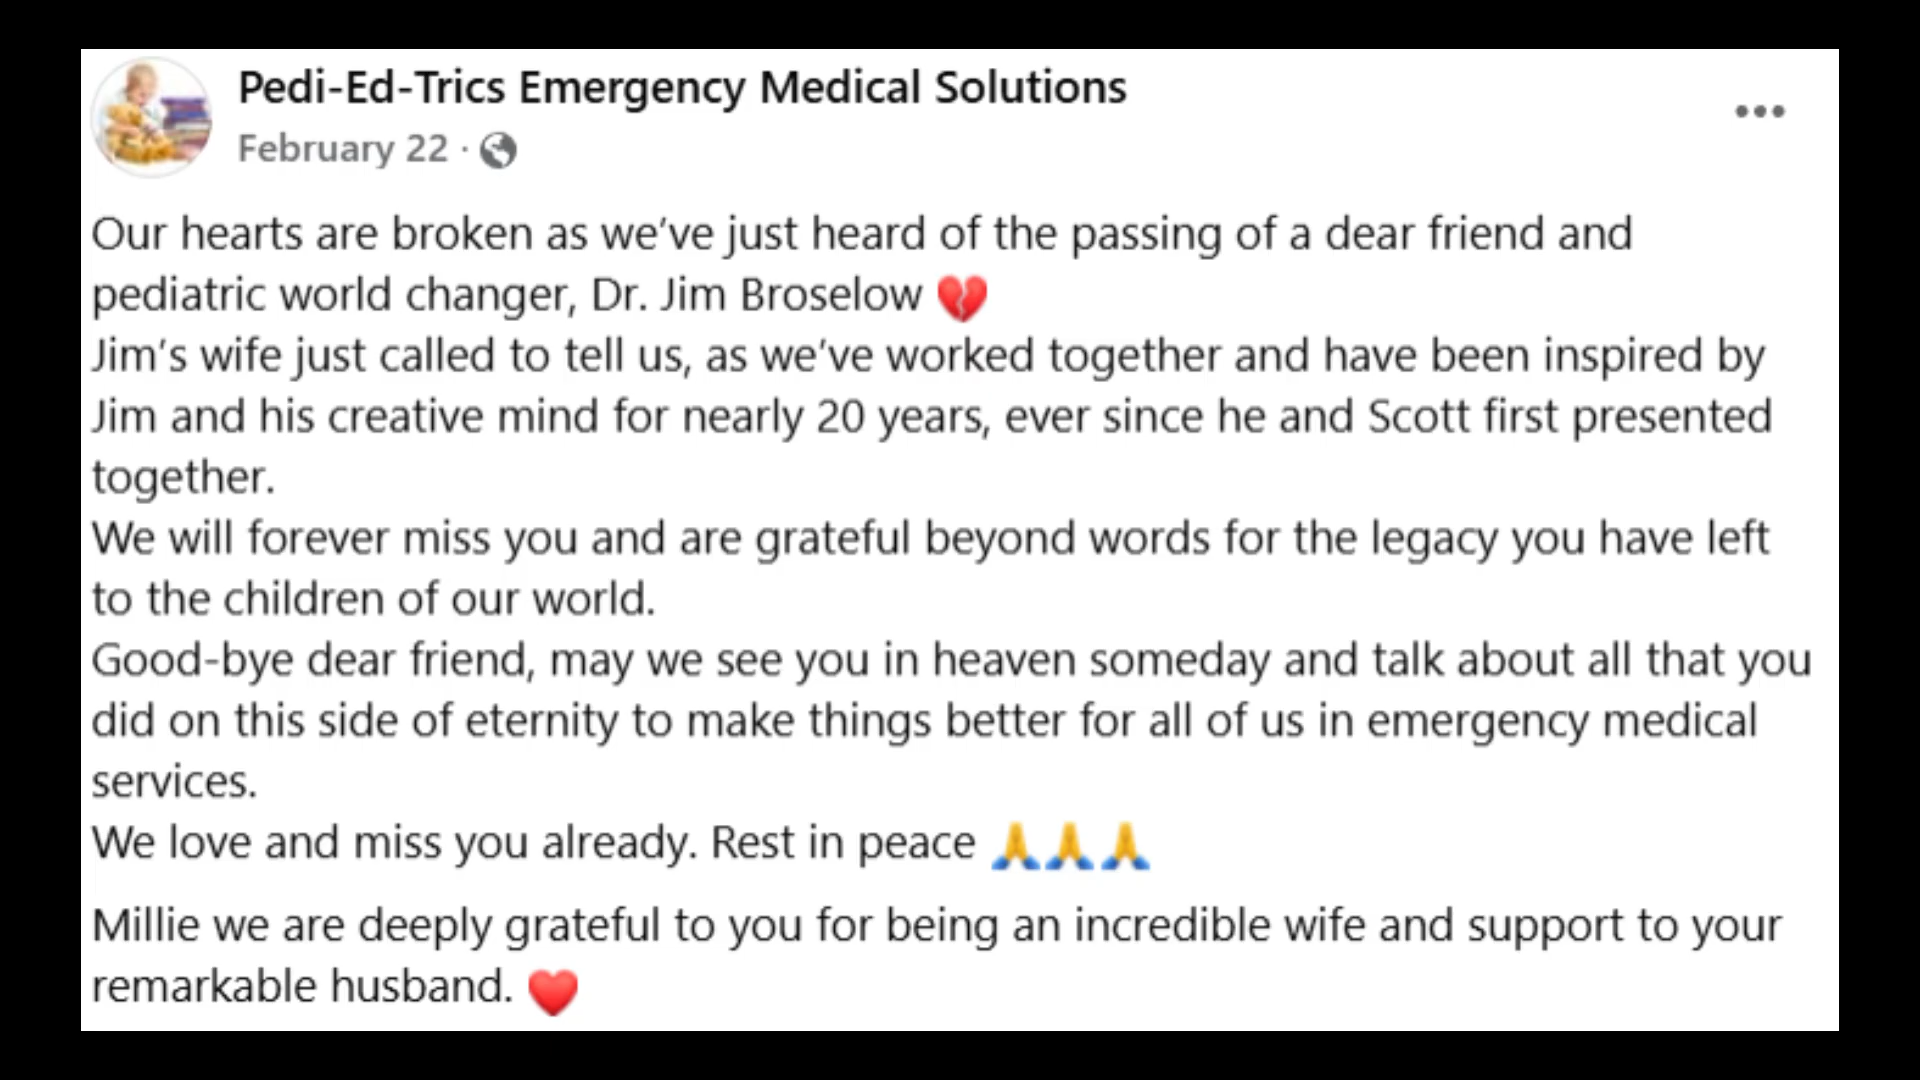 Pedi-Ed-Trics Emergency Medical Solutions
February 22 ·
Our hearts are broken as we’ve just heard of the passing of a dear friend and
pediatric world changer, Dr. Jim Broselow 💔
Jim’s wife just called to tell us, as we’ve worked together and have been inspired by
Jim and his creative mind for nearly 20 years, ever since he and Scott first presented
together.
We will forever miss you and are grateful beyond words for the legacy you have left
to the children of our world.
Good-bye dear friend, may we see you in heaven someday and talk about all that you
did on this side of eternity to make things better for all of us in emergency medical
services.
We love and miss you already. Rest in peace 🙏🙏🙏
Millie we are deeply grateful to you for being an incredible wife and support to your
remarkable husband. ❤️